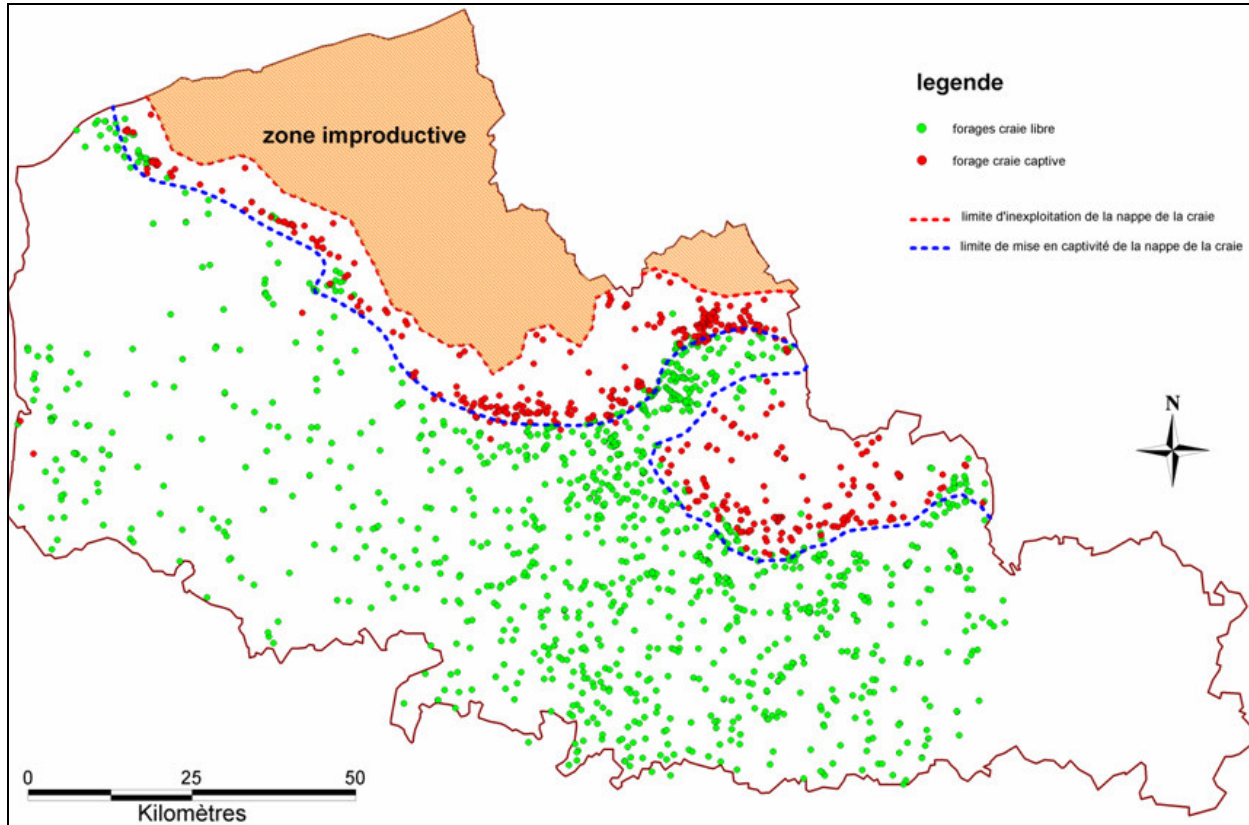 zone improductive
legende
forages craie libre
forage craie captive
limite d'inexploitation de la nappe de la craie
limite de mise en captivité de la nappe de la craie
N
0 25 50
Kilomètres